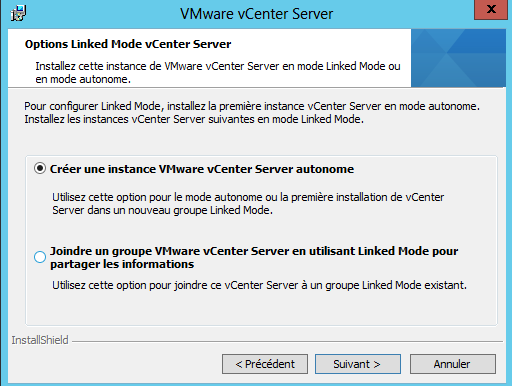 VMware vCenter Server
x
Options Linked Mode vCenter Server
Installez cette instance de VMware vCenter Server en mode Linked Mode ou
en mode autonome.
Pour configurer Linked Mode, installez la première instance vCenter Server en mode autonome.
Installez les instances vCenter Server suivantes en mode Linked Mode.
Créer une instance VMware vCenter Server autonome
Utilisez cette option pour le mode autonome ou la première installation de vCenter
Server dans un nouveau groupe Linked Mode.
Joindre un groupe VMware vCenter Server en utilisant Linked Mode pour
partager les informations
Utilisez cette option pour joindre ce vCenter Server à un groupe Linked Mode existant.
InstallShield
< Précédent
Suivant >
Annuler